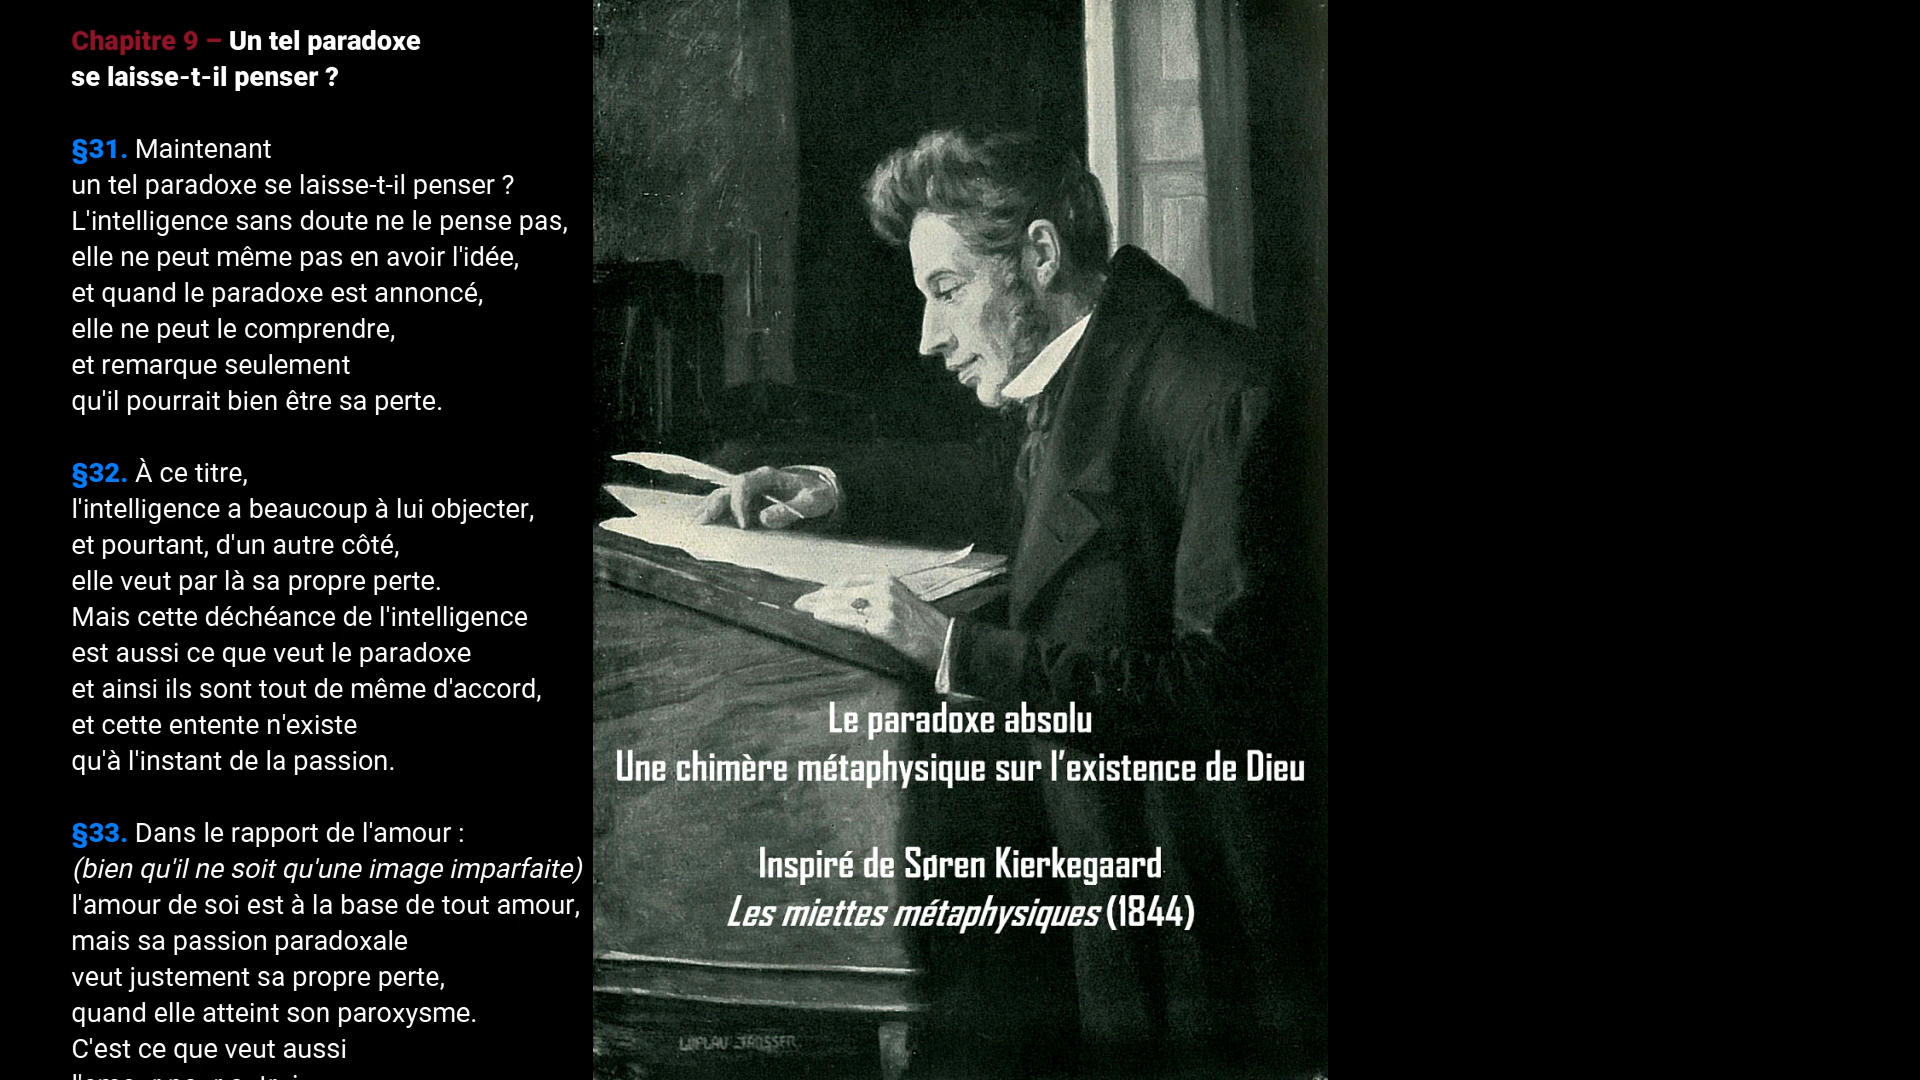 Chapitre 9 – Un tel paradoxe
se laisse-t-il penser ?
§31. Maintenant
un tel paradoxe se laisse-t-il penser ?
L'intelligence sans doute ne le pense pas,
elle ne peut même pas en avoir l'idée,
et quand le paradoxe est annoncé,
elle ne peut le comprendre,
et remarque seulement
qu'il pourrait bien être sa perte.
§32. À ce titre,
l'intelligence a beaucoup à lui objecter,
et pourtant, d'un autre côté,
elle veut par là sa propre perte.
Mais cette déchéance de l'intelligence
est aussi ce que veut le paradoxe
et ainsi ils sont tout de même d'accord,
et cette entente n'existe
qu'à l'instant de la passion.
§33. Dans le rapport de l'amour :
(bien qu'il ne soit qu'une image imparfaite)
l'amour de soi est à la base de tout amour,
mais sa passion paradoxale
veut justement sa propre perte,
quand elle atteint son paroxysme.
C'est ce que veut aussi
Le paradoxe absolu
Une chimère métaphysique sur l'existence de Dieu
Inspiré de Søren Kierkegaard
Les miettes métaphysiques (1844)